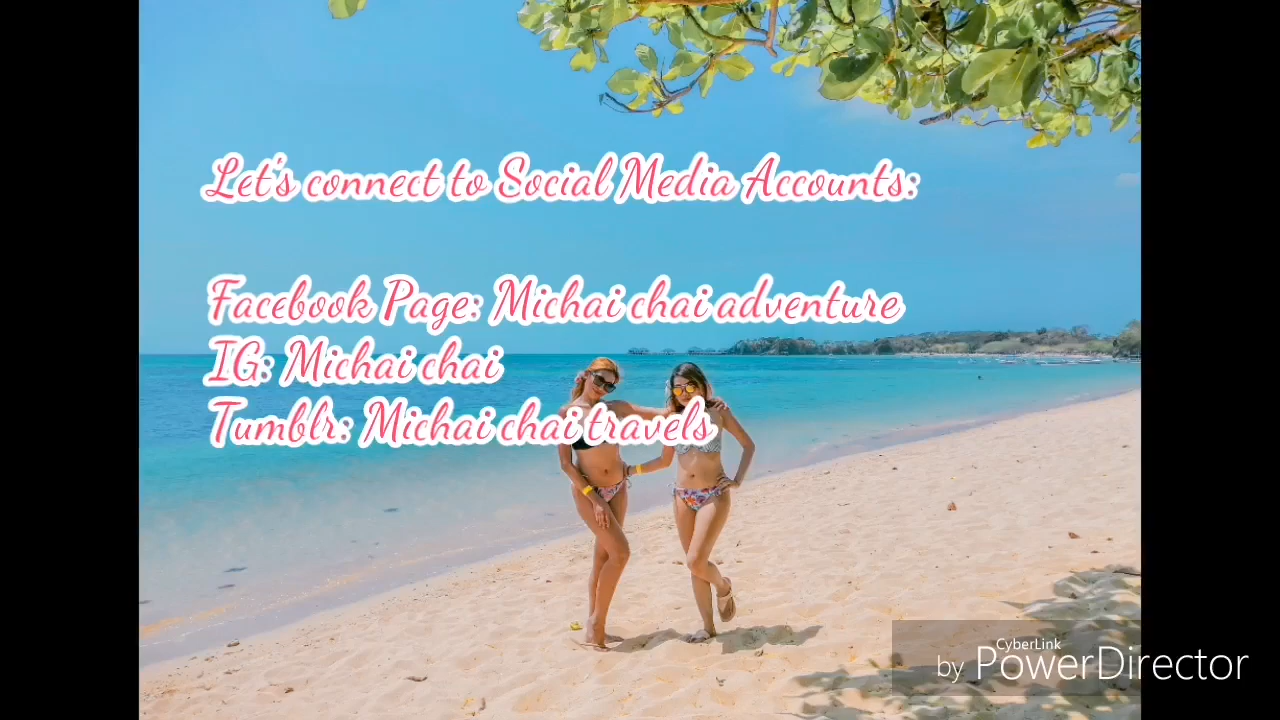 Let's connect to Social Media Accounts:
Facebook Page: Michai chai adventure
IG: Michai chai
Tumblr: Michai chai travels
CyberLink
by PowerDirector